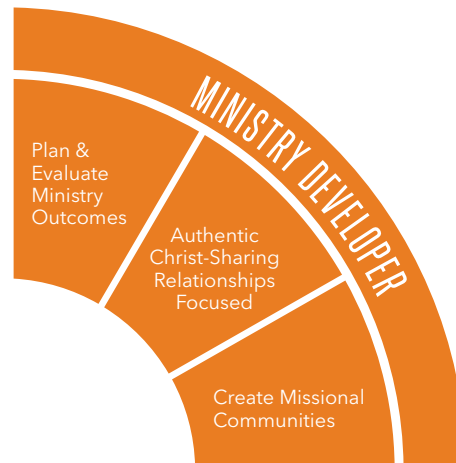 MINISTRY DEVELOPER
Plan &
Evaluate
Ministry
Outcomes
Authentic
Christ-Sharing
Relationships
Focused
Create Missional
Communities